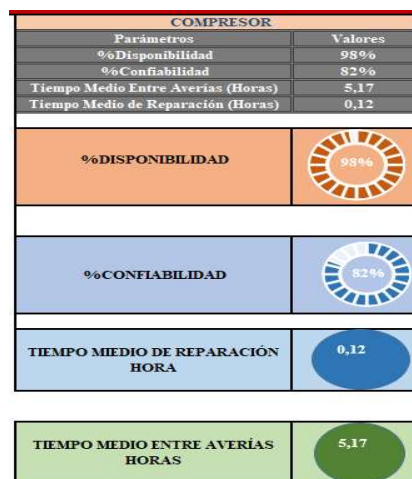 COMPRESOR
Parámetros Valores
%Disponibilidad 98%
%Confiabilidad 82%
Tiempo Medio Entre Averías (Horas) 5,17
Tiempo Medio de Reparación (Horas) 0,12
%DISPONIBILIDAD 98%
%CONFIABILIDAD 82%
TIEMPO MIEDIO DE REPARACIÓN 0,12
HORA
TIEMPO MEDIO ENTRE AVERÍAS 5,17
HORAS